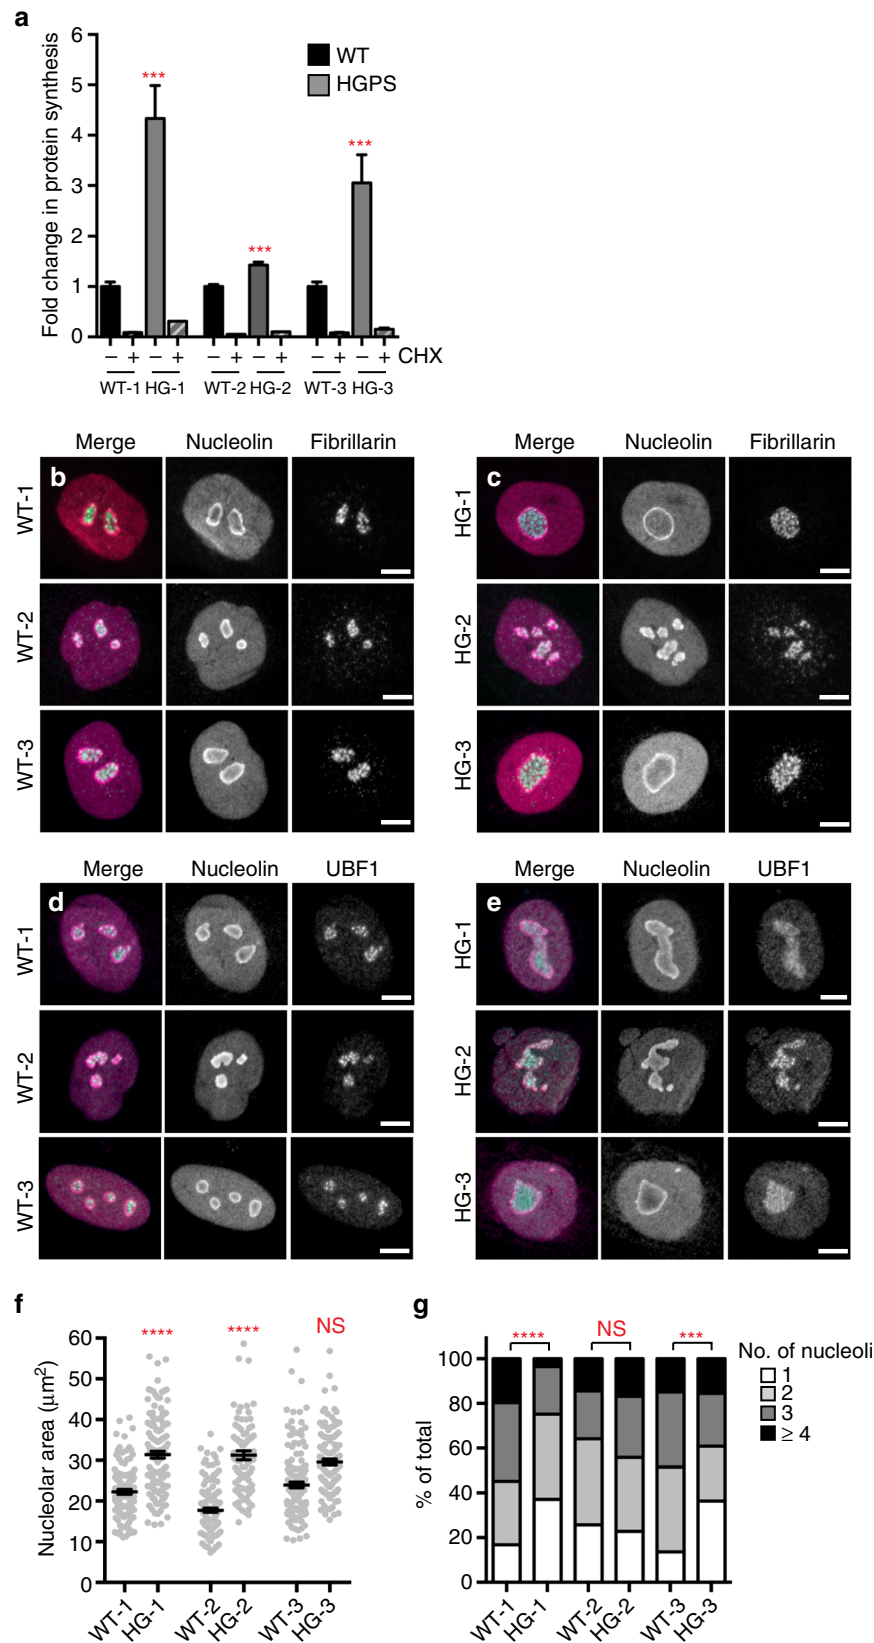 a
Fold change in protein synthesis
6
5
4
3
2
1
0
WT
HGPS
***
***
***
– + – + – + – + – + – + CHX
WT-1 HG-1 WT-2 HG-2 WT-3 HG-3
Merge Nucleolin Fibrillarin
b
WT-1
WT-2
WT-3
Merge Nucleolin Fibrillarin
c
HG-1
HG-2
HG-3
Merge Nucleolin UBF1
d
WT-1
WT-2
WT-3
Merge Nucleolin UBF1
e
HG-1
HG-2
HG-3
f
Nucleolar area (μm²)
60
50
40
30
20
10
0
**** **** NS
WT-1 HG-1 WT-2 HG-2 WT-3 HG-3
g
% of total
100
80
60
40
20
0
**** NS ***
No. of nucleoli
1
2
3
≥ 4
WT-1 HG-1 WT-2 HG-2 WT-3 HG-3